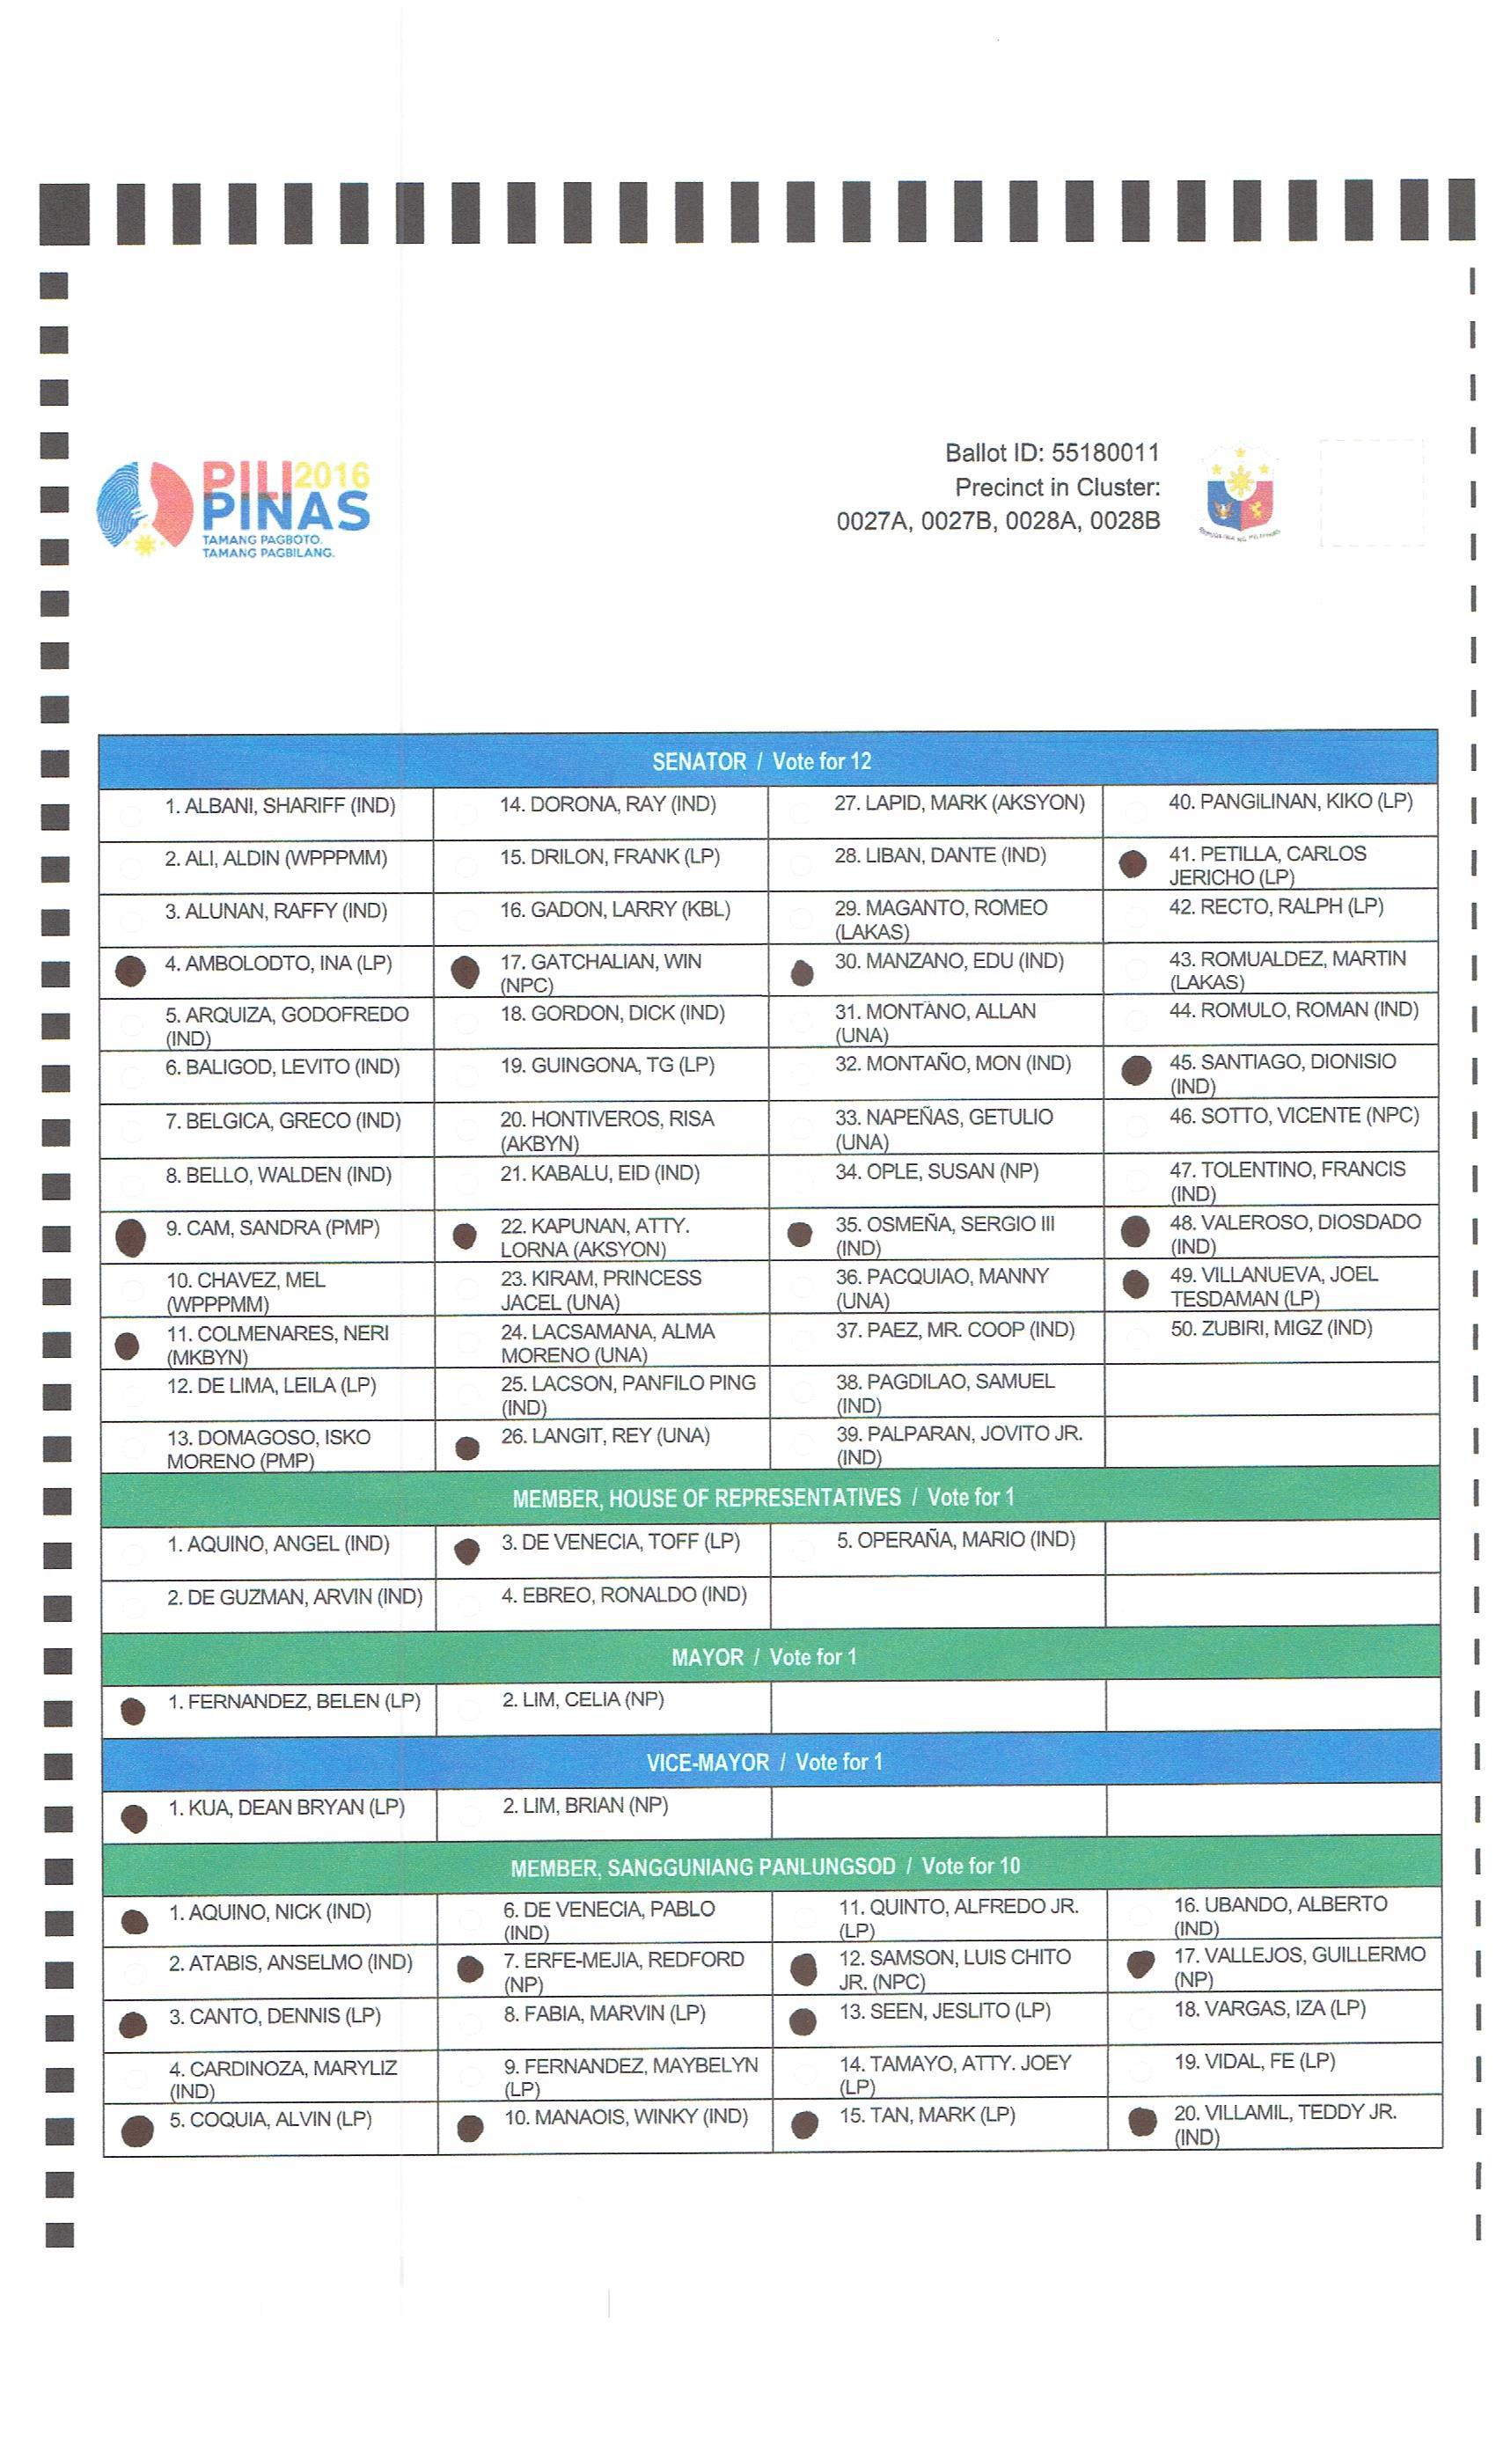 PILI 2016
PINAS
TAMANG PAGBOTO.
TAMANG PAGBILANG.
Ballot ID: 55180011
Precinct in Cluster:
0027A, 0027B, 0028A, 0028B
REPUBLIKA NG PILIPINAS
SENATOR / Vote for 12
1. ALBANI, SHARIFF (IND)
2. ALI, ALDIN (WPPPMM)
3. ALUNAN, RAFFY (IND)
4. AMBOLODTO, INA (LP)
5. ARQUIZA, GODOFREDO
(IND)
6. BALIGOD, LEVITO (IND)
7. BELGICA, GRECO (IND)
8. BELLO, WALDEN (IND)
9. CAM, SANDRA (PMP)
10. CHAVEZ, MEL
(WPPPMM)
11. COLMENARES, NERI
(MKBYN)
12. DE LIMA, LEILA (LP)
13. DOMAGOSO, ISKO
MORENO (PMP)
14. DORONA, RAY (IND)
15. DRILON, FRANK (LP)
16. GADON, LARRY (KBL)
17. GATCHALIAN, WIN
(NPC)
18. GORDON, DICK (IND)
19. GUINGONA, TG (LP)
20. HONTIVEROS, RISA
(AKBYN)
21. KABALU, EID (IND)
22. KAPUNAN, ATTY.
LORNA (AKSYON)
23. KIRAM, PRINCESS
JACEL (UNA)
24. LACSAMANA, ALMA
MORENO (UNA)
25. LACSON, PANFILO PING
(IND)
26. LANGIT, REY (UNA)
27. LAPID, MARK (AKSYON)
28. LIBAN, DANTE (IND)
29. MAGANTO, ROMEO
(LAKAS)
30. MANZANO, EDU (IND)
31. MONTAÑO, ALLAN
(UNA)
32. MONTAÑO, MON (IND)
33. NAPEÑAS, GETULIO
(UNA)
34. OPLE, SUSAN (NP)
35. OSMEÑA, SERGIO III
(IND)
36. PACQUIAO, MANNY
(UNA)
37. PAEZ, MR. COOP (IND)
38. PAGDILAO, SAMUEL
(IND)
39. PALPARAN, JOVITO JR.
(IND)
40. PANGILINAN, KIKO (LP)
41. PETILLA, CARLOS
JERICHO (LP)
42. RECTO, RALPH (LP)
43. ROMUALDEZ, MARTIN
(LAKAS)
44. ROMULO, ROMAN (IND)
45. SANTIAGO, DIONISIO
(IND)
46. SOTTO, VICENTE (NPC)
47. TOLENTINO, FRANCIS
(IND)
48. VALEROSO, DIOSDADO
(IND)
49. VILLANUEVA, JOEL
TESDAMAN (LP)
50. ZUBIRI, MIGZ (IND)
MEMBER, HOUSE OF REPRESENTATIVES / Vote for 1
1. AQUINO, ANGEL (IND)
2. DE GUZMAN, ARVIN (IND)
3. DE VENECIA, TOFF (LP)
4. EBREO, RONALDO (IND)
5. OPERAÑA, MARIO (IND)
MAYOR / Vote for 1
1. FERNANDEZ, BELEN (LP)
2. LIM, CELIA (NP)
VICE-MAYOR / Vote for 1
1. KUA, DEAN BRYAN (LP)
2. LIM, BRIAN (NP)
MEMBER, SANGGUNIANG PANLUNGSOD / Vote for 10
1. AQUINO, NICK (IND)
2. ATABIS, ANSELMO (IND)
3. CANTO, DENNIS (LP)
4. CARDINOZA, MARYLIZ
(IND)
5. COQUIA, ALVIN (LP)
6. DE VENECIA, PABLO
(IND)
7. ERFE-MEJIA, REDFORD
(NP)
8. FABIA, MARVIN (LP)
9. FERNANDEZ, MAYBELYN
(LP)
10. MANAOIS, WINKY (IND)
11. QUINTO, ALFREDO JR.
(LP)
12. SAMSON, LUIS CHITO
JR. (NPC)
13. SEEN, JESLITO (LP)
14. TAMAYO, ATTY. JOEY
(LP)
15. TAN, MARK (LP)
16. UBANDO, ALBERTO
(IND)
17. VALLEJOS, GUILLERMO
(NP)
18. VARGAS, IZA (LP)
19. VIDAL, FE (LP)
20. VILLAMIL, TEDDY JR.
(IND)